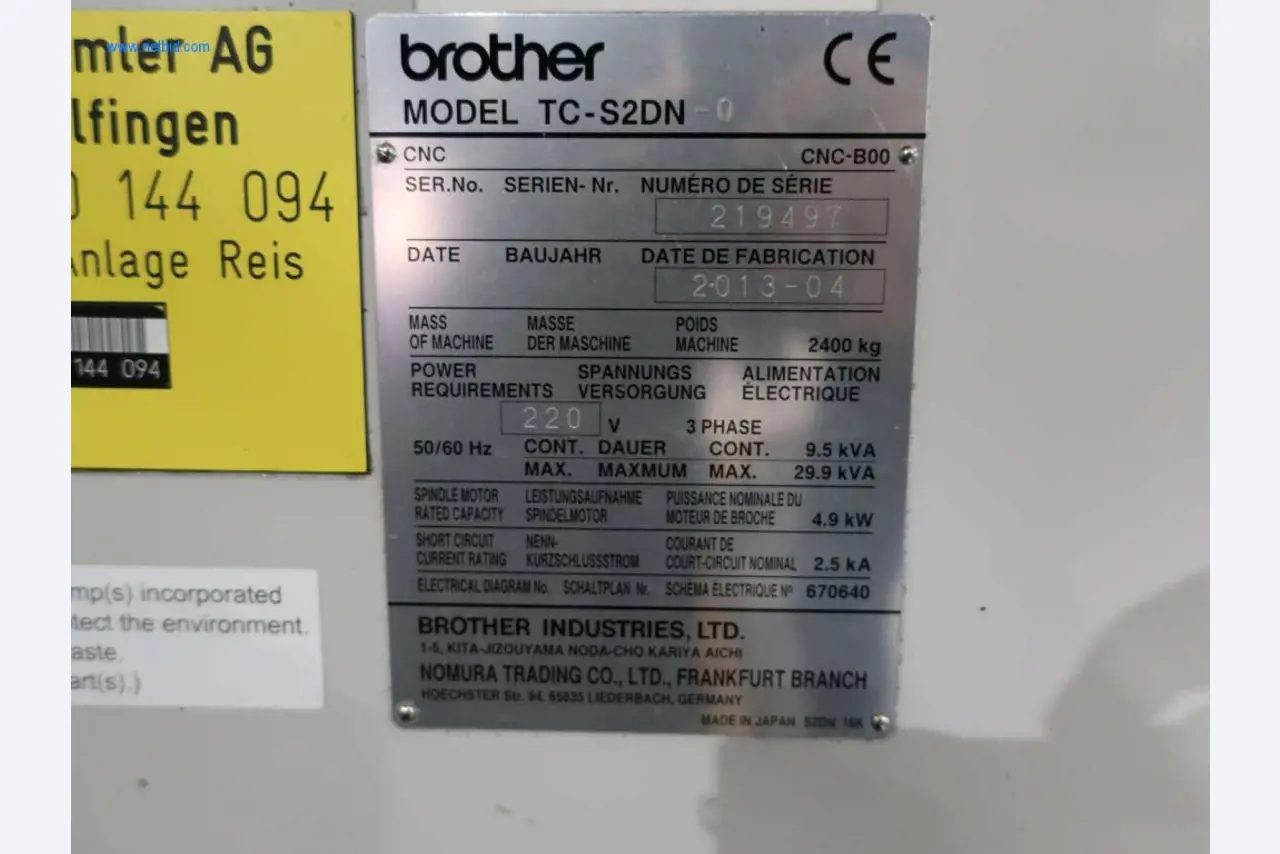 www.netbid.com
mler AG
lfingen
0 144 094
Anlage Reis
144 094
mp(s) incorporated
tect the environment.
aste.
art(s).)
brother CE
MODEL TC-S2DN-0
CNC CNC-B00
SER.No. SERIEN- Nr. NUMÉRO DE SÉRIE
219497
DATE BAUJAHR DATE DE FABRICATION
2013-04
MASS MASSE POIDS
OF MACHINE DER MASCHINE MACHINE 2400 kg
POWER SPANNUNGS ALIMENTATION
REQUIREMENTS VERSORGUNG ÉLECTRIQUE
220 V 3 PHASE
50/60 Hz CONT. DAUER CONT. 9.5 kVA
MAX. MAXMUM MAX. 29.9 kVA
SPINDLE MOTOR LEISTUNGSAUFNAHME PUISSANCE NOMINALE DU
RATED CAPACITY SPINDELMOTOR MOTEUR DE BROCHE 4.9 kW
SHORT CIRCUIT NENN- COURANT DE
CURRENT RATING KURZSCHLUSSSTROM COURT-CIRCUIT NOMINAL 2.5 kA
ELECTRICAL DIAGRAM No. SCHALTPLAN Nr. SCHÉMA ÉLECTRIQUE Nº 670640
BROTHER INDUSTRIES, LTD.
1-5, KITA-JIZOUYAMA NODA-CHO KARIYA AICHI
NOMURA TRADING CO., LTD., FRANKFURT BRANCH
HOECHSTER Str. 94, 65835 LIEDERBACH, GERMANY
MADE IN JAPAN S2DN 16K